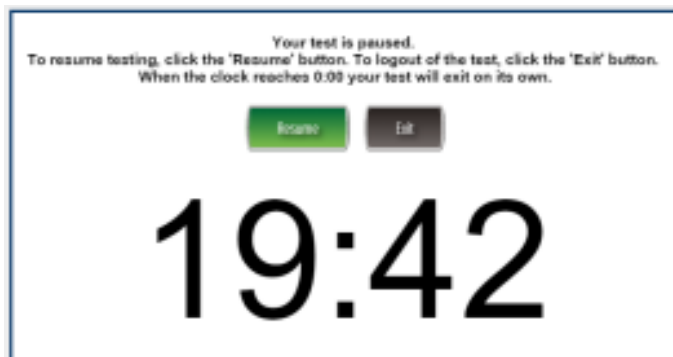 Your test is paused.
To resume testing, click the 'Resume' button. To logout of the test, click the 'Exit' button.
When the clock reaches 0:00 your test will exit on its own.
Resume Exit
19:42